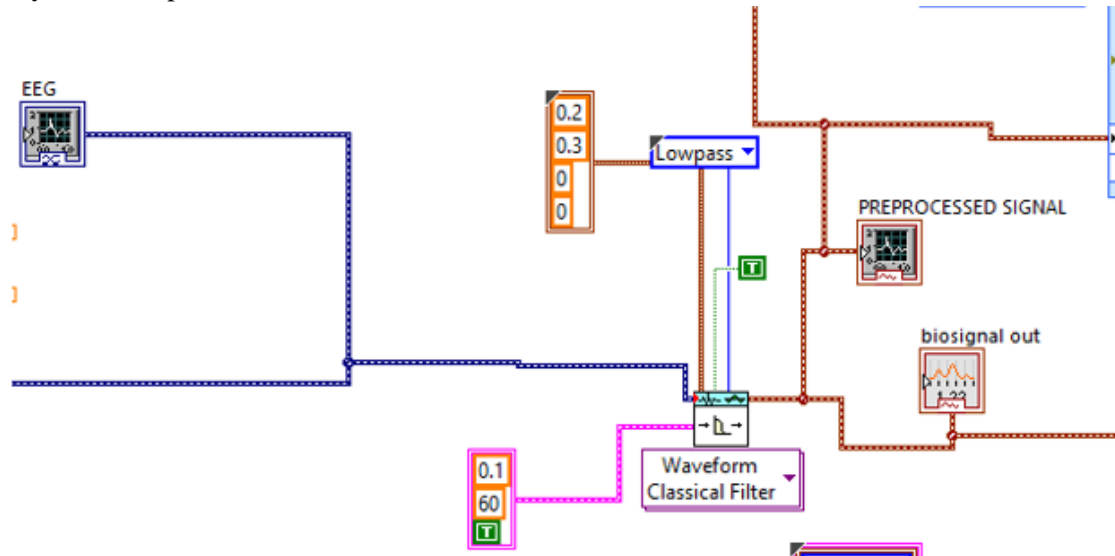 EEG
0.2
0.3
0
0
Lowpass
PREPROCESSED SIGNAL
T
biosignal out
1.23
0.1
60
T
Waveform
Classical Filter